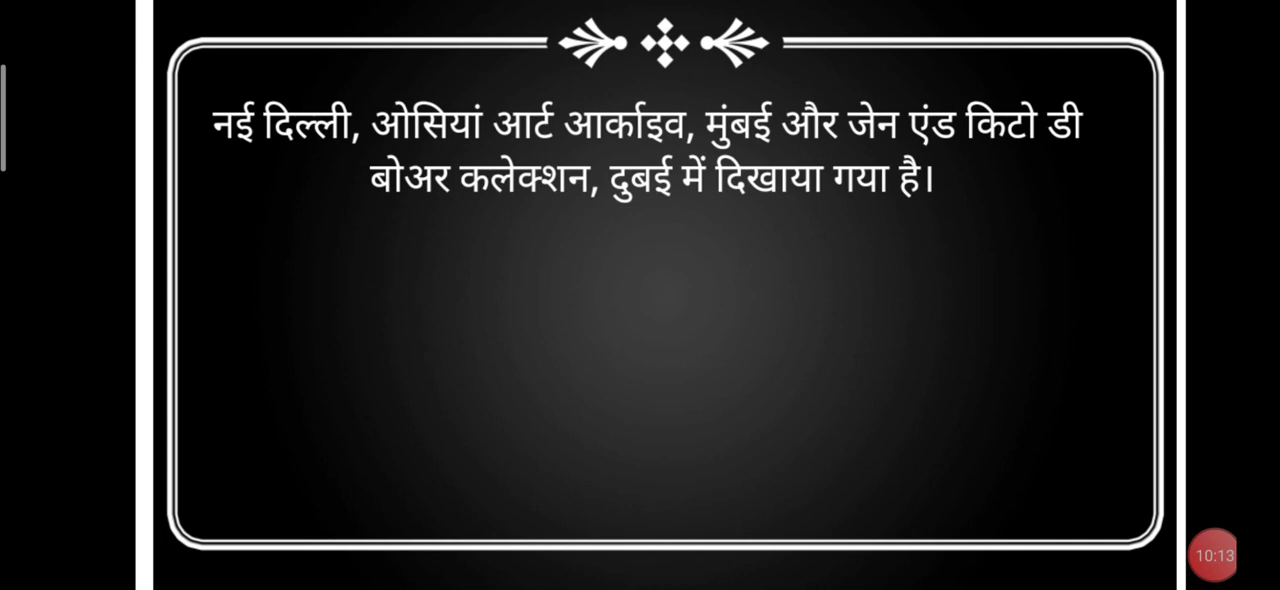 नई दिल्ली, ओसियां आर्ट आर्काइव, मुंबई और जेन एंड किटो डी
बोअर कलेक्शन, दुबई में दिखाया गया है।
10:13